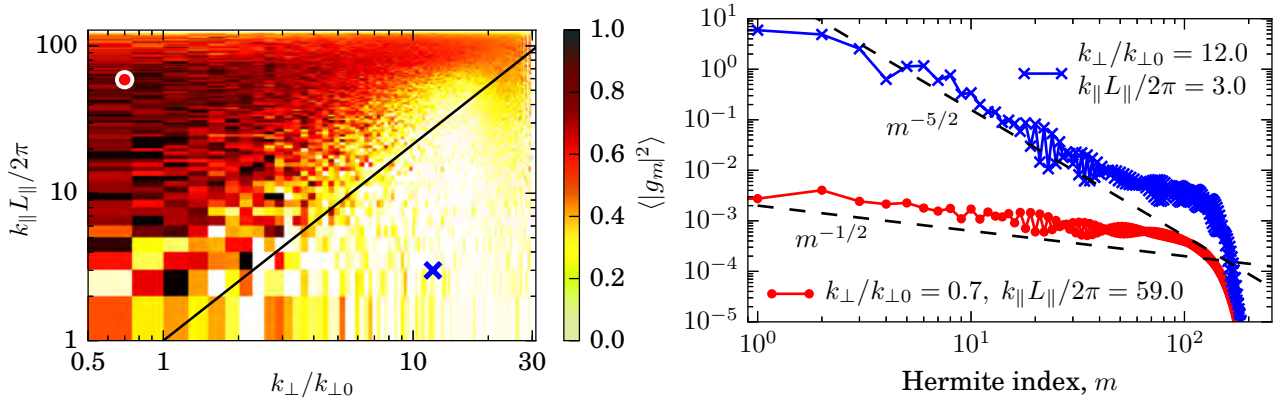 100
10
1
k∥L∥/2π
0.5
1
10
30
k⊥/k⊥0
1.0
0.8
0.6
0.4
0.2
0.0
10¹
10⁰
10⁻¹
10⁻²
10⁻³
10⁻⁴
10⁻⁵
⟨|gₘ|²⟩
k⊥/k⊥0 = 12.0
k∥L∥/2π = 3.0
m⁻⁵/²
m⁻¹/²
k⊥/k⊥0 = 0.7, k∥L∥/2π = 59.0
10⁰
10¹
10²
Hermite index, m